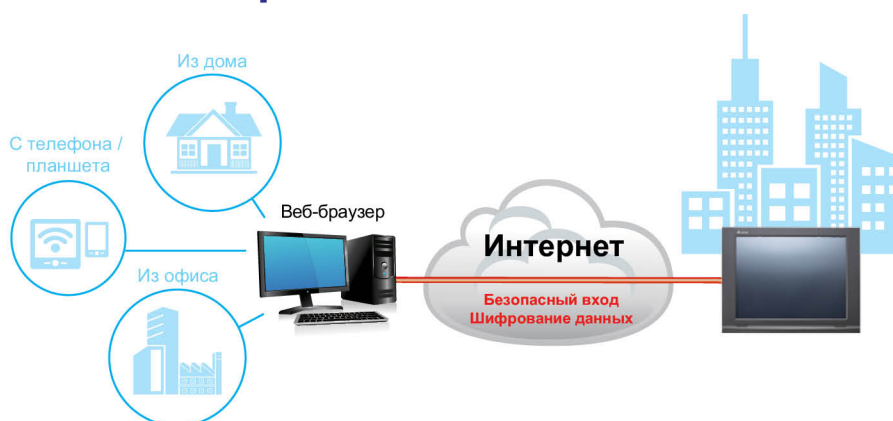 Из дома
С телефона /
планшета
Веб-браузер
Из офиса
Интернет
Безопасный вход
Шифрование данных